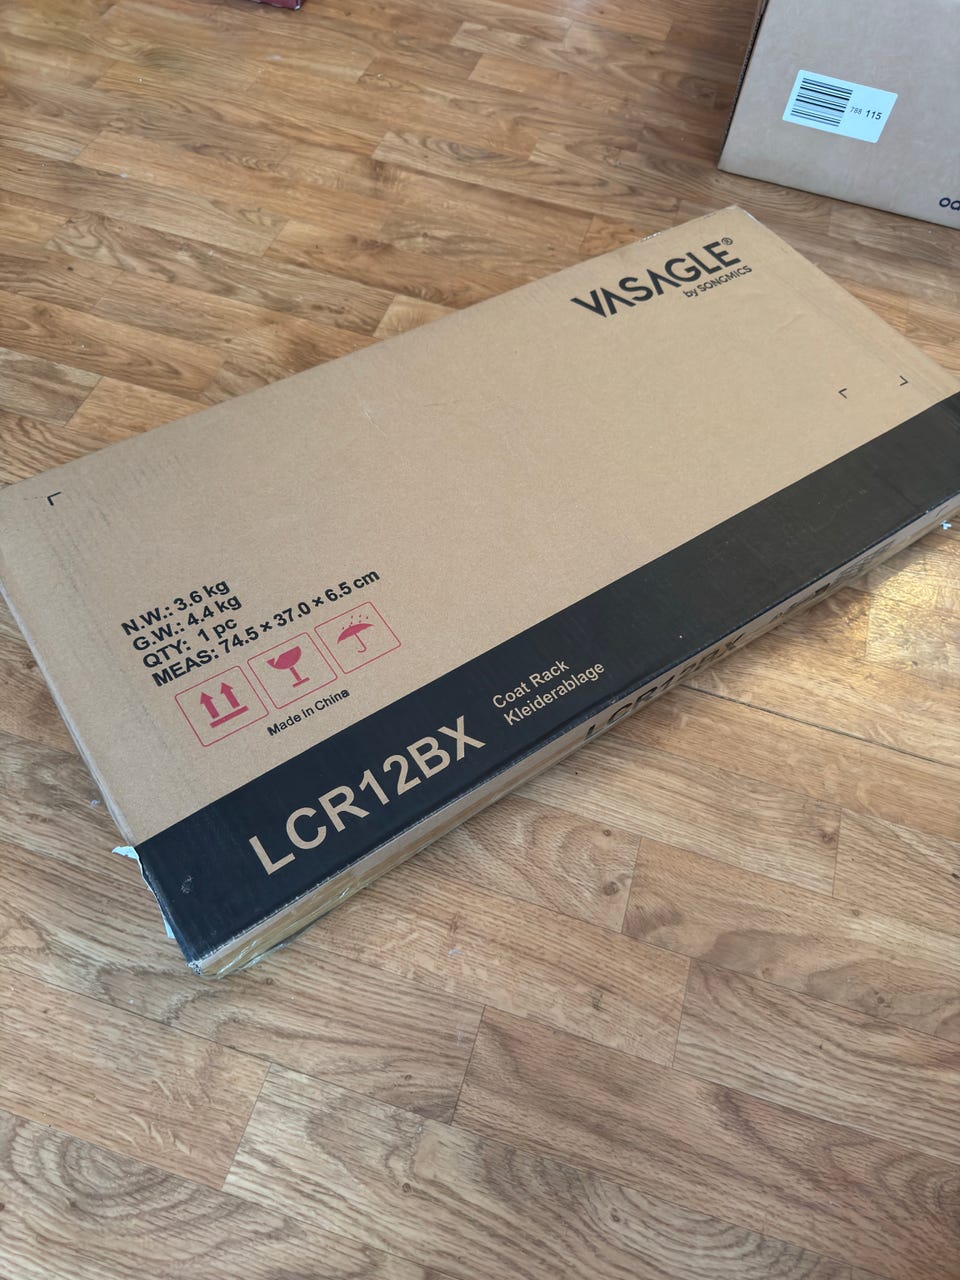 788 115
VASAGLE®
by SONGMICS
N.W.: 3.6 kg
G.W.: 4.4 kg
QTY: 1 pc
MEAS: 74.5 × 37.0 × 6.5 cm
Made in China
Coat Rack
Kleiderablage
LCR12BX
LCR12BX